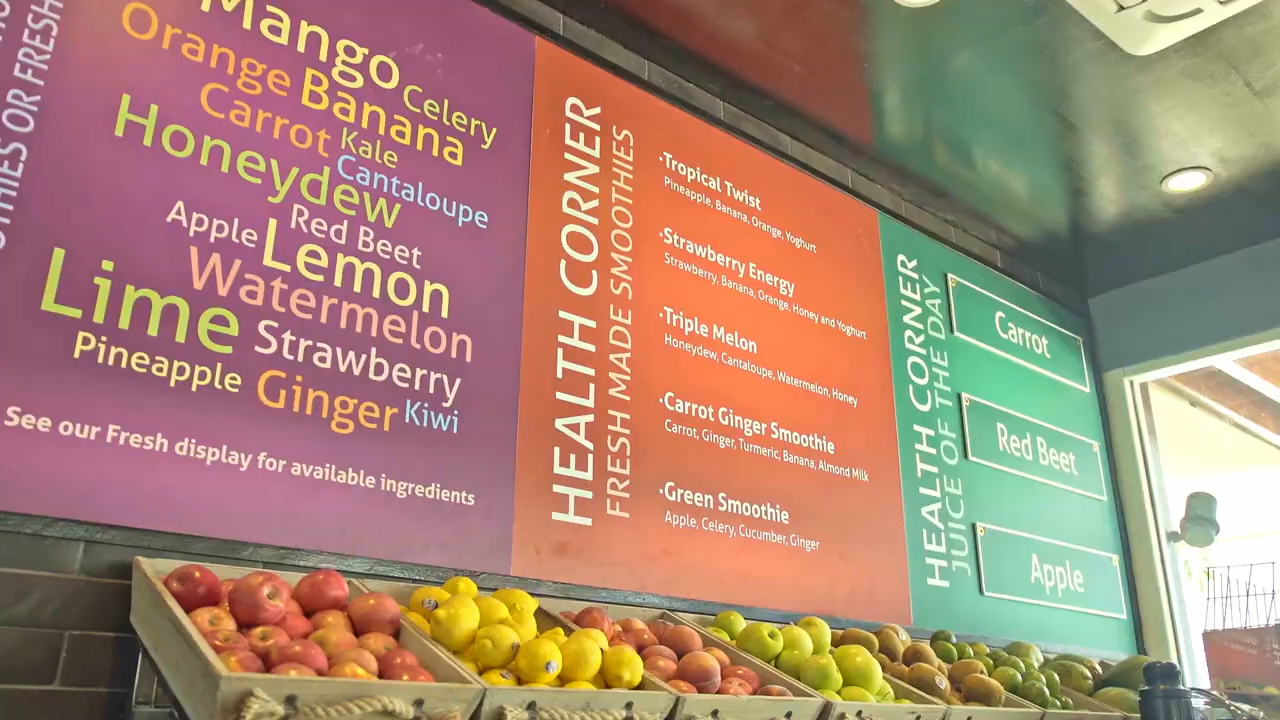 OR FRESH
Mango
Orange Banana Celery
Carrot Kale
Honeydew Cantaloupe
Apple Red Beet
Lemon
Watermelon
Lime Strawberry
Pineapple Ginger Kiwi
See our Fresh display for available ingredients
HEALTH CORNER
FRESH MADE SMOOTHIES
·Tropical Twist
Pineapple, Banana, Orange, Yoghurt
·Strawberry Energy
Strawberry, Banana, Orange, Honey and Yoghurt
·Triple Melon
Honeydew, Cantaloupe, Watermelon, Honey
·Carrot Ginger Smoothie
Carrot, Ginger, Turmeric, Banana, Almond Milk
·Green Smoothie
Apple, Celery, Cucumber, Ginger
HEALTH CORNER
JUICE OF THE DAY
Carrot
Red Beet
Apple